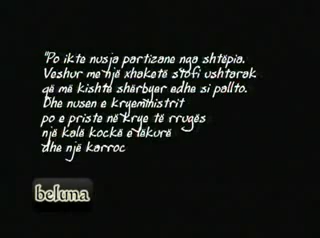 "Po ikte nusja partizane nga shtëpia.
Veshur me një xhaketë stofi ushtarak
që më kishte shërbyer edhe si pallto.
Dhe nusen e kryeministrit
po e priste në krye të rrugës
një kalë kockë e lëkurë
dhe një karroc
beluna